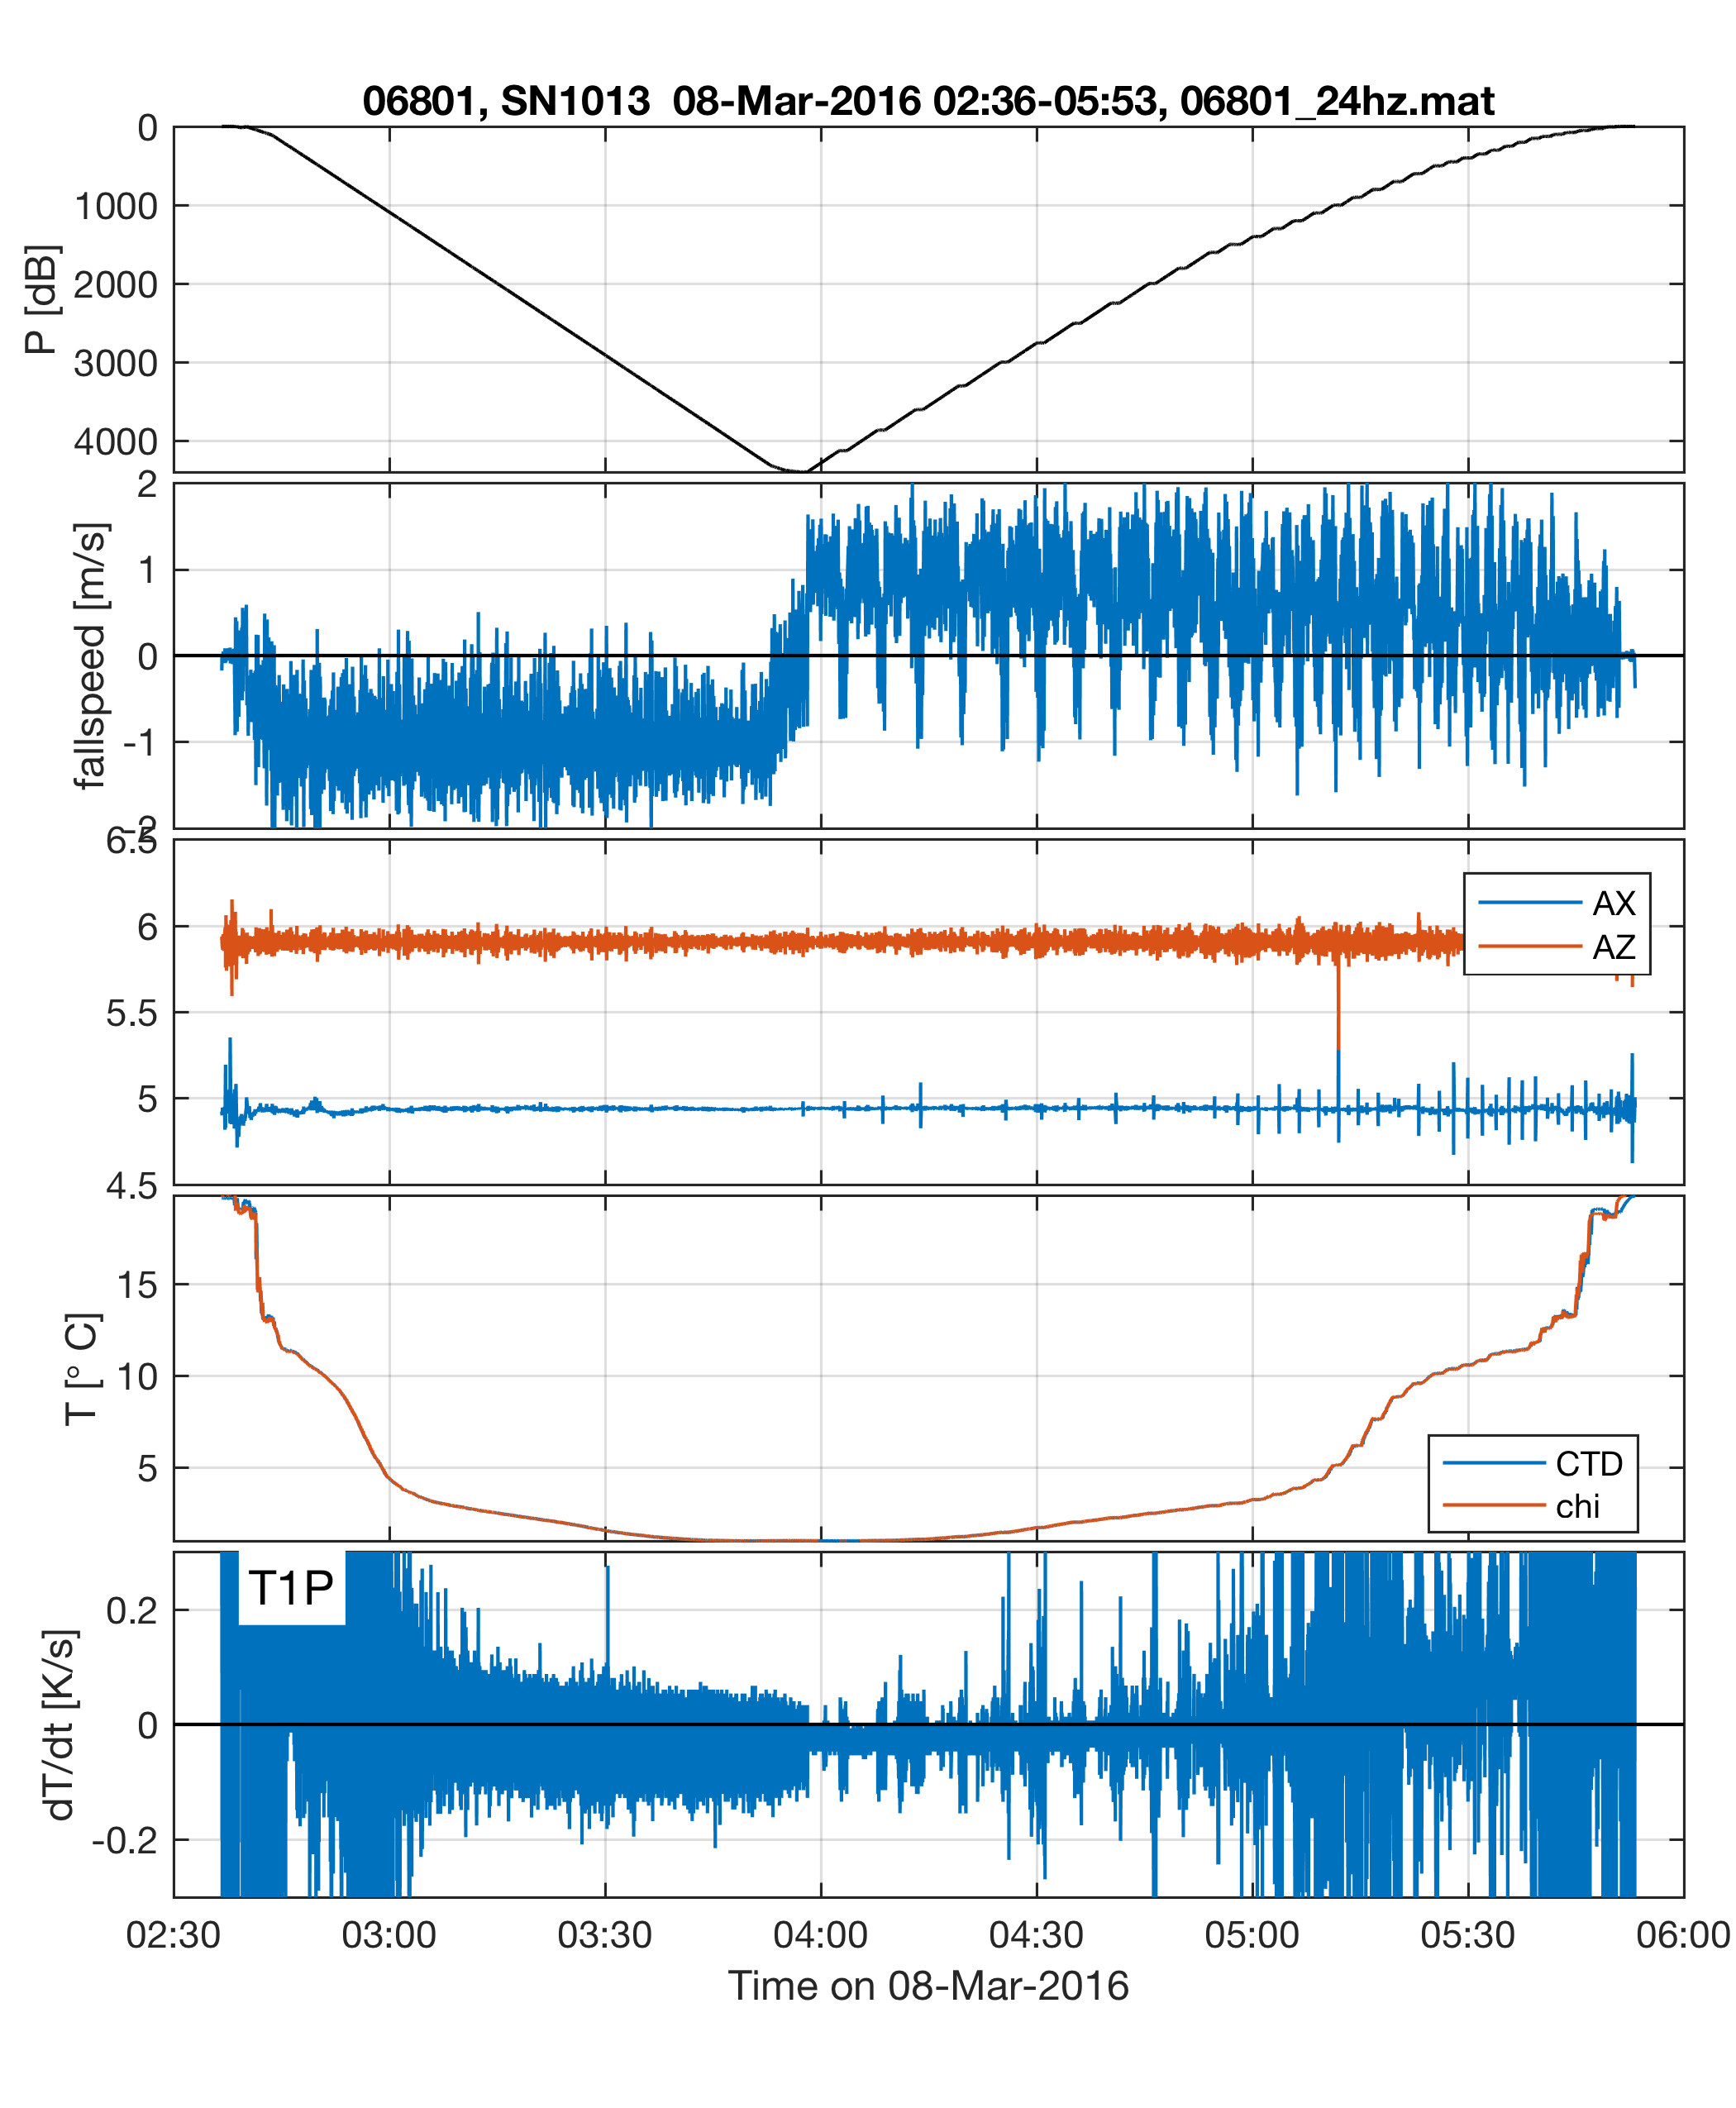 06801, SN1013  08-Mar-2016 02:36-05:53, 06801_24hz.mat
0
1000
2000
3000
4000
P [dB]
2
1
0
-1
-2
fallspeed [m/s]
6.5
6
5.5
5
4.5
AX
AZ
15
10
5
T [° C]
CTD
chi
T1P
0.2
0
-0.2
dT/dt [K/s]
02:30 03:00 03:30 04:00 04:30 05:00 05:30 06:00
Time on 08-Mar-2016